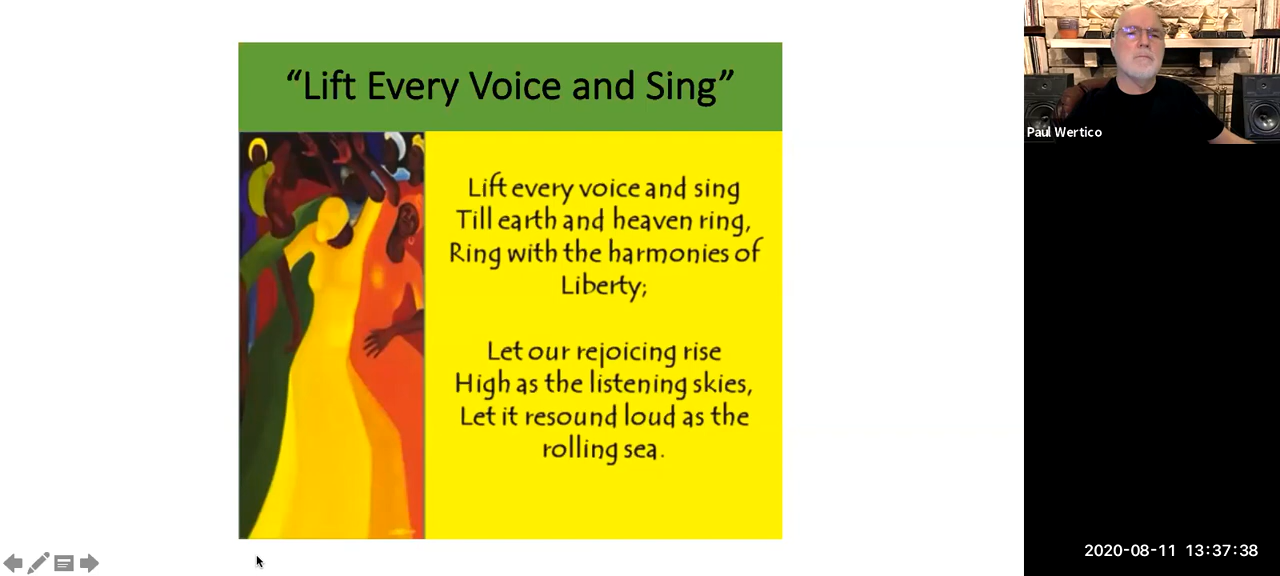 “Lift Every Voice and Sing”
Lift every voice and sing
Till earth and heaven ring,
Ring with the harmonies of
Liberty;
Let our rejoicing rise
High as the listening skies,
Let it resound loud as the
rolling sea.
Paul Wertico
2020-08-11 13:37:38